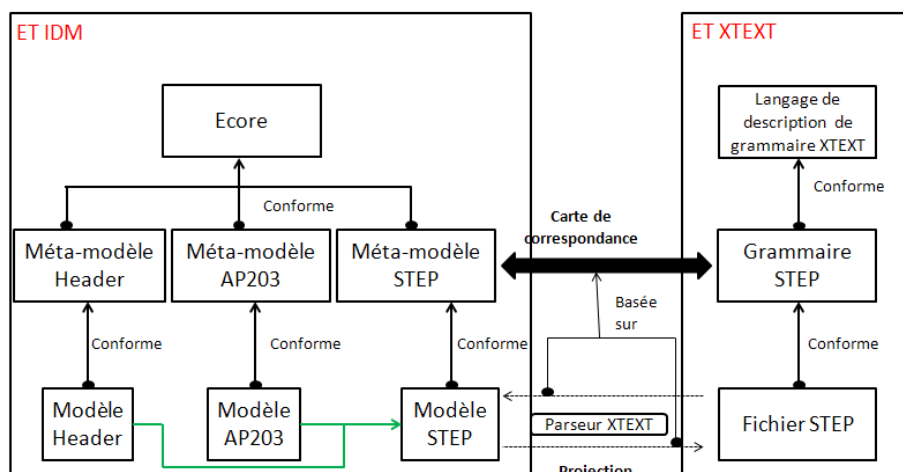 ET IDM
ET XTEXT
Ecore
Langage de
description de
grammaire XTEXT
Conforme
Conforme
Carte de
correspondance
Méta-modèle
Header
Méta-modèle
AP203
Méta-modèle
STEP
Grammaire
STEP
Basée
sur
Conforme
Conforme
Conforme
Conforme
Modèle
Header
Modèle
AP203
Modèle
STEP
Parseur XTEXT
Fichier STEP
Projection